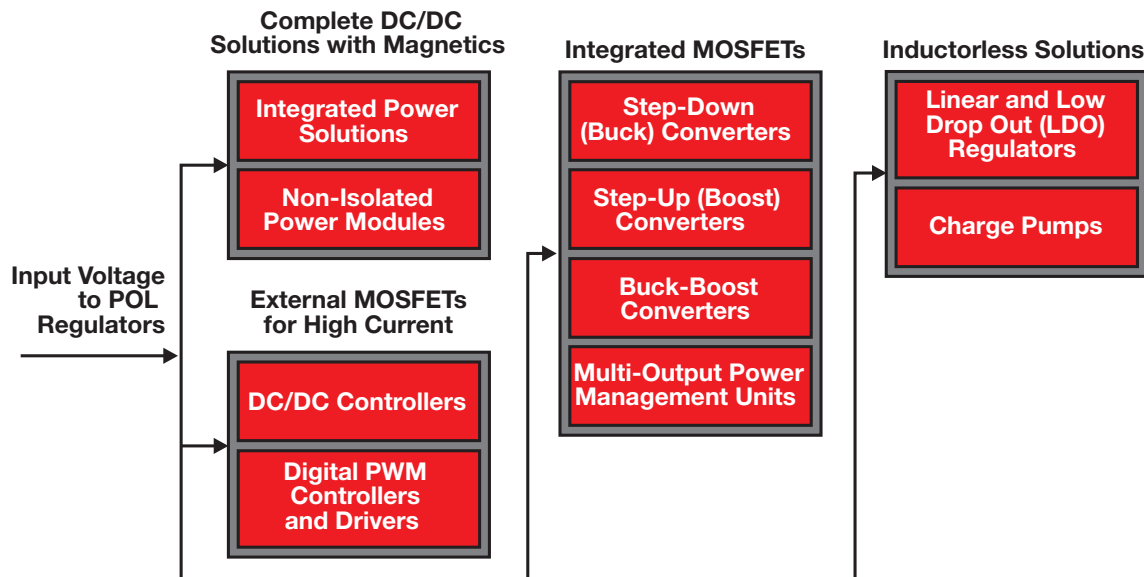 Complete DC/DC
Solutions with Magnetics
Integrated Power
Solutions
Non-Isolated
Power Modules
Input Voltage
to POL
Regulators
External MOSFETs
for High Current
DC/DC Controllers
Digital PWM
Controllers
and Drivers
Integrated MOSFETs
Step-Down
(Buck) Converters
Step-Up (Boost)
Converters
Buck-Boost
Converters
Multi-Output Power
Management Units
Inductorless Solutions
Linear and Low
Drop Out (LDO)
Regulators
Charge Pumps